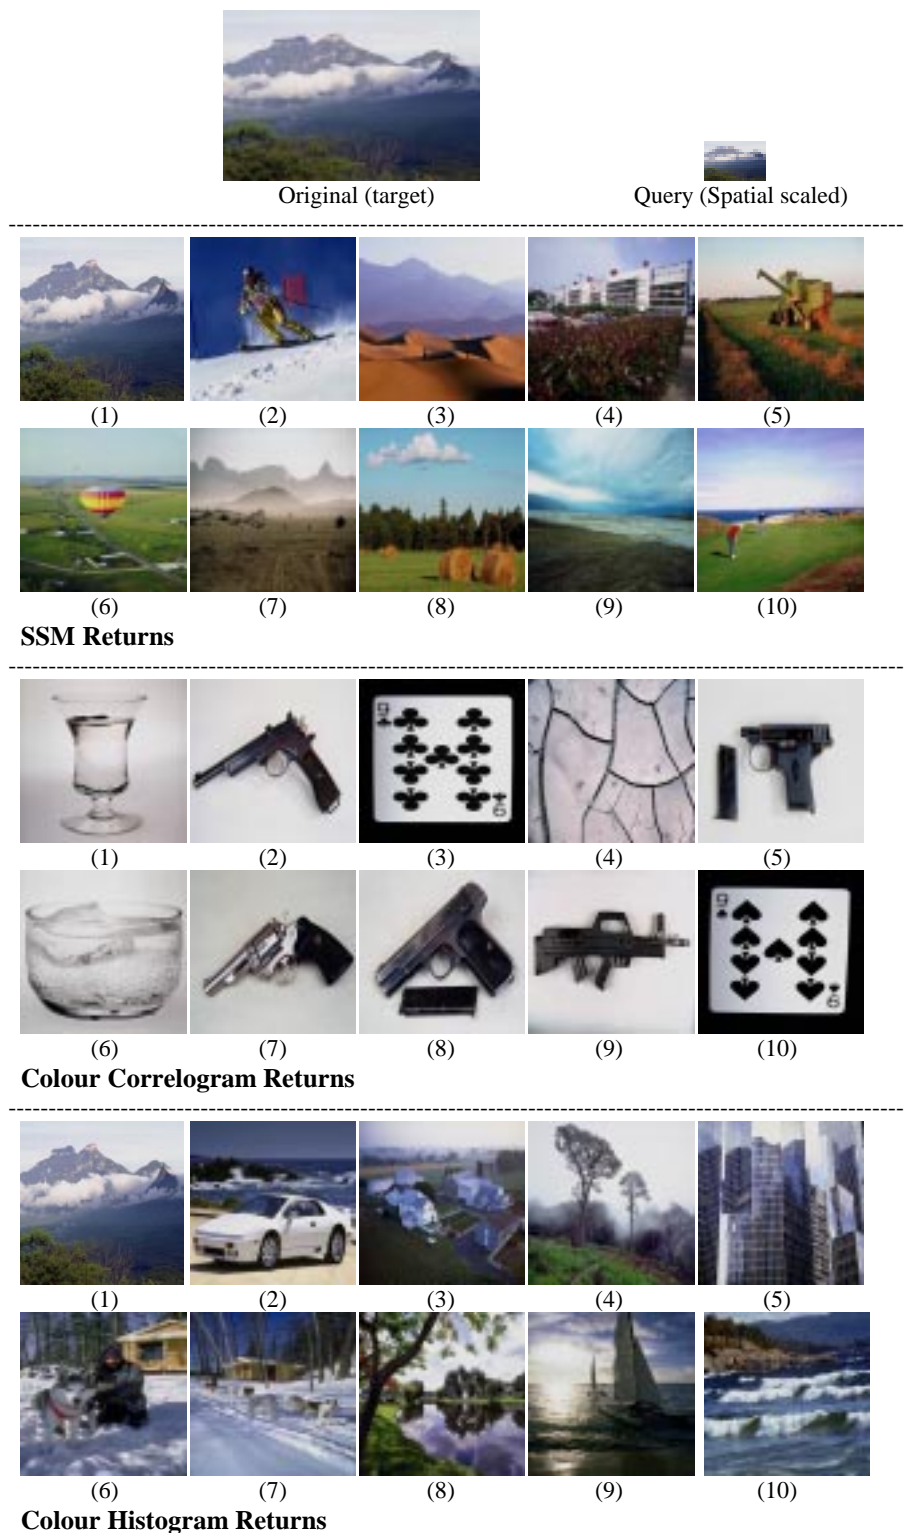 Original (target) Query (Spatial scaled)
(1) (2) (3) (4) (5)
(6) (7) (8) (9) (10)
SSM Returns
(1) (2) (3) (4) (5)
(6) (7) (8) (9) (10)
Colour Correlogram Returns
(1) (2) (3) (4) (5)
(6) (7) (8) (9) (10)
Colour Histogram Returns